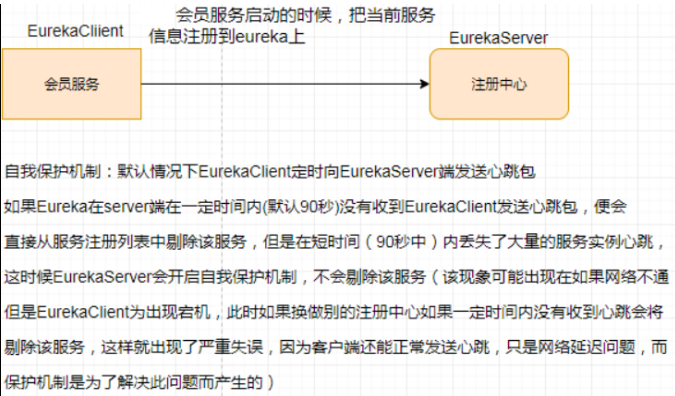 会员服务启动的时候，把当前服务
信息注册到eureka上
EurekaCliient
EurekaServer
会员服务
注册中心
自我保护机制：默认情况下EurekaClient定时向EurekaServer端发送心跳包
如果Eureka在server端在一定时间内(默认90秒)没有收到EurekaClient发送心跳包，便会
直接从服务注册列表中剔除该服务，但是在短时间（90秒中）内丢失了大量的服务实例心跳，
这时候EurekaServer会开启自我保护机制，不会剔除该服务（该现象可能出现在如果网络不通
但是EurekaClient为出现宕机，此时如果换做别的注册中心如果一定时间内没有收到心跳会将
剔除该服务，这样就出现了严重失误，因为客户端还能正常发送心跳，只是网络延迟问题，而
保护机制是为了解决此问题而产生的）